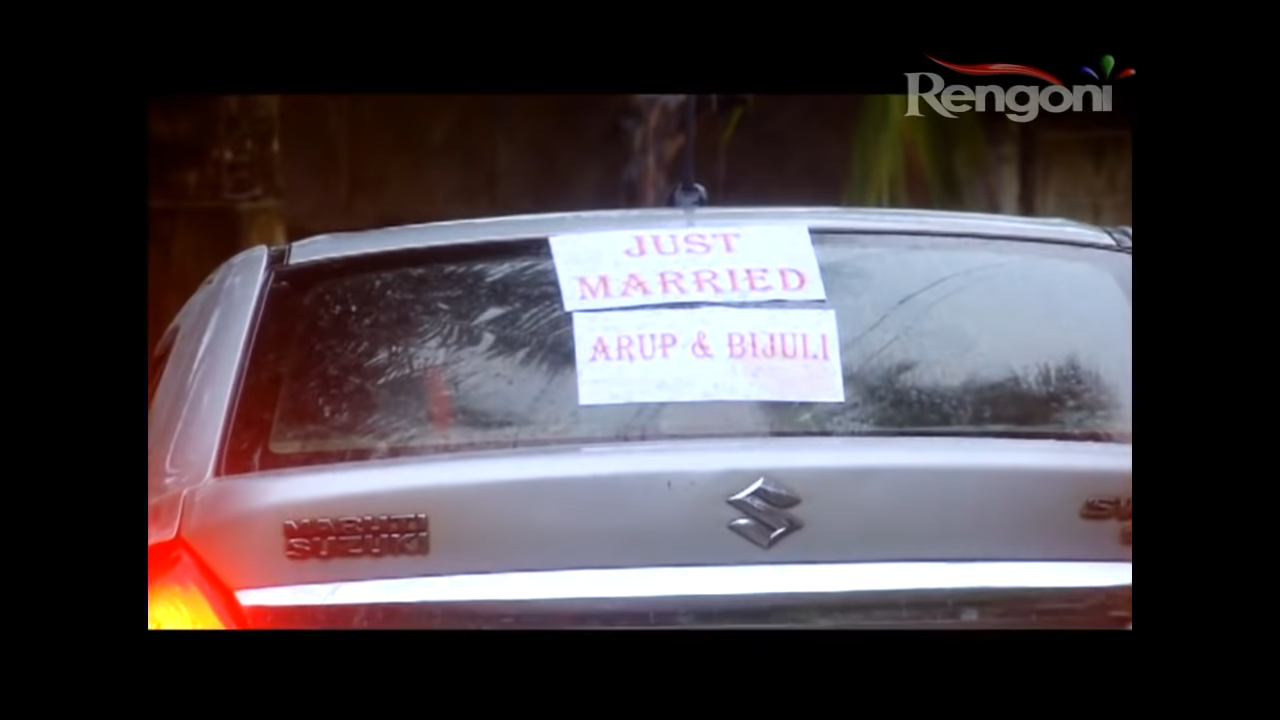 Rengoni
JUST
MARRIED
ARUP & BIJULI
MARUTI
SUZUKI